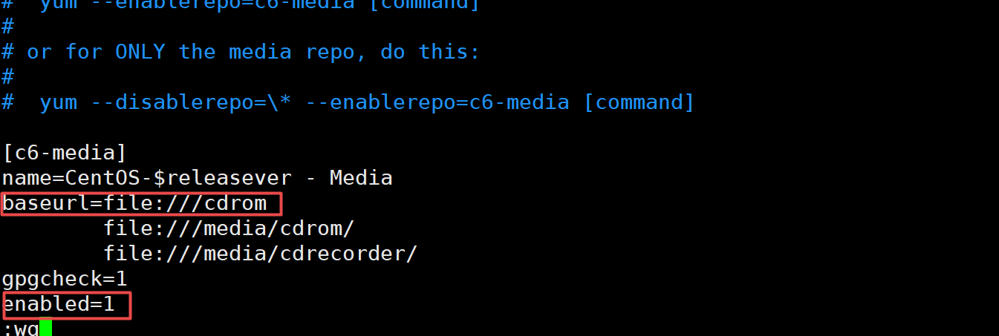 #  yum --enablerepo=c6-media [command]
#
# or for ONLY the media repo, do this:
#
#  yum --disablerepo=\* --enablerepo=c6-media [command]
[c6-media]
name=CentOS-$releasever - Media
baseurl=file:///cdrom
        file:///media/cdrom/
        file:///media/cdrecorder/
gpgcheck=1
enabled=1
:wq